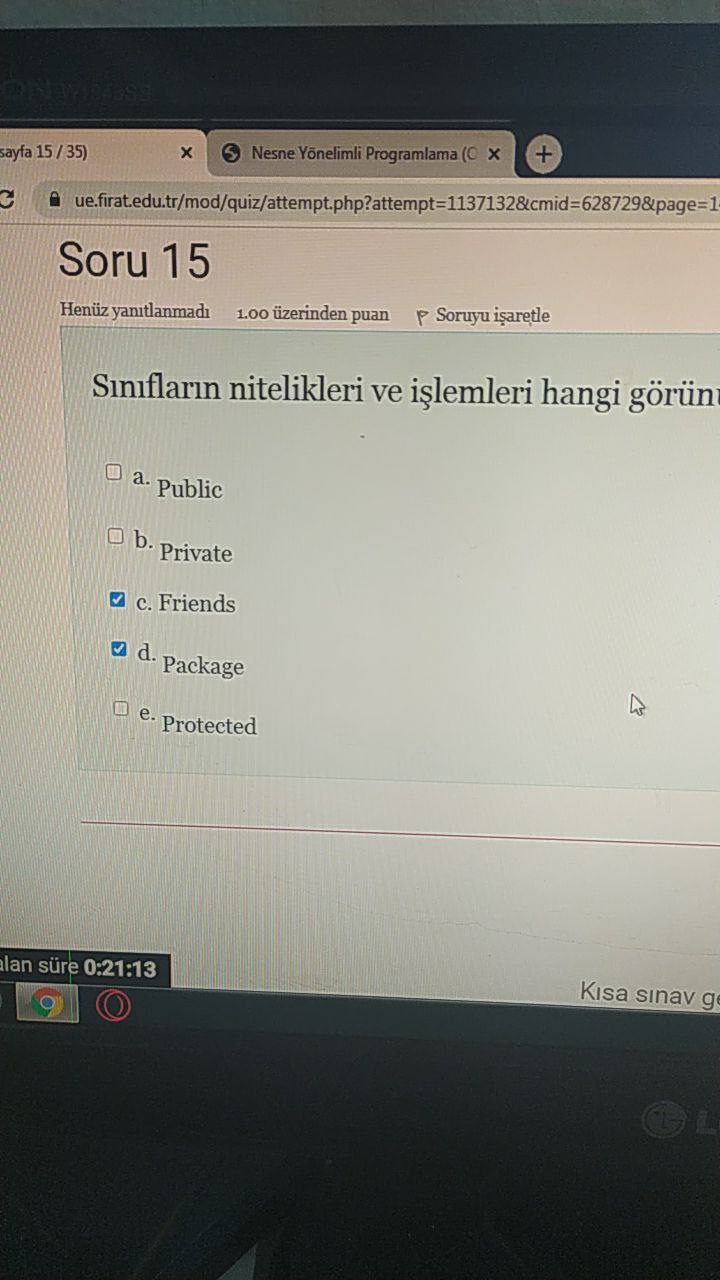 sayfa 15 / 35)
Nesne Yönelimli Programlama (
ue.firat.edu.tr/mod/quiz/attempt.php?attempt=1137132&cmid=628729&page=1
Soru 15
Henüz yanıtlanmadı 1.00 üzerinden puan Soruyu işaretle
Sınıfların nitelikleri ve işlemleri hangi görün
a. Public
b. Private
c. Friends
d. Package
e. Protected
alan süre 0:21:13
Kısa sınav ge